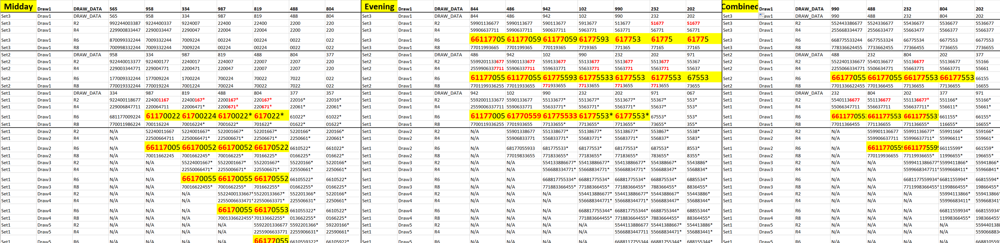 Midday Draw1 DRAW_DATA 565 958 334 987 819 488 804 Evening Draw1 DRAW_DATA 844 486 942 102 990 232 202 Combined Draw1 DRAW_DATA 990 488 232 804 202
Set3 Draw1 DRAW_DATA 565 958 334 987 819 488 804 Set3 Draw1 DRAW_DATA 844 486 942 102 990 232 202 Set3 aw1 DRAW_DATA 990 488 232 804 202
Set3 Draw1 R2 992244003387 9224400337 9224007 22400 22400 2200 220 Set3 Draw1 R2 59901136677 5990113677 590113677 5913677 513677 51677 51677 Set3 Draw1 R2 552443386677 5524336677 55436677 5536677 5536677
Set3 Draw1 R4 229900833447 2290033447 2290047 22004 22004 2200 220 Set3 Draw1 R4 59906637711 5990637711 590637711 5963771 563771 56771 56771 Set3 Draw1 R4 255668334477 2556633477 55663477 5566377 5566377
Set3 Draw1 R6 870099332244 7009332244 7009224 00224 00224 0022 022 Set3 Draw1 R6 66117705 61177059 61177059 6177593 617753 61775 61775 Set3 Draw1 R6 668775533244 6677553324 66775534 6677553 6677553
Set3 Draw1 R8 700998332244 7009332244 7009224 00224 00224 0022 022 Set3 Draw1 R8 77011993665 7701199365 770119365 7719365 771365 77165 77165 Set3 Draw1 R8 778336624455 7733662455 77366455 7736655 7736655
Set2 Draw1 DRAW_DATA 958 334 987 819 488 804 377 Set2 Draw1 DRAW_DATA 486 942 102 990 232 202 971 Set2 Draw1 DRAW_DATA 488 232 804 202 377
Set2 Draw1 R2 922440013377 922400177 2240017 224007 22007 2207 220 Set2 Draw1 R2 5599201133677 55901133677 559133677 55133677 5513677 5513677 55367 Set2 Draw1 R2 5522401336677 5540136677 55136677 55136677 55166
Set2 Draw1 R4 229003344771 229004771 2200471 220047 22007 2207 220 Set2 Draw1 R4 2559906337711 55906337711 559633771 55633771 5563771 5563771 55637 Set2 Draw1 R4 2255066334771 5506634771 55663771 55663771 55661
Set2 Draw1 R6 177009332244 177009224 1700224 700224 70022 7022 022 Set2 Draw1 R6 61177055 61177055 61775593 61775533 6177553 6177553 67553 Set2 Draw1 R6 66177055 66177055 66177553 66177553 66155
Set2 Draw1 R8 770019332244 770019224 7001224 700224 70022 7022 022 Set2 Draw1 R8 7701199336255 77011933655 771933655 77133655 7713655 7713655 73655 Set2 Draw1 R8 7701336622455 7701366455 77136655 77136655 16655
Set1 Draw1 DRAW_DATA 334 987 819 488 804 377 357 Set1 Draw1 DRAW_DATA 942 102 990 232 202 971 067 Set1 Draw1 DRAW_DATA 232 804 202 377 971
Set1 Draw1 R2 922400118677 224001167 22400167* 2200167* 220167* 22016* 22016* Set1 Draw1 R2 5592001133677 5590133677 55133677* 5513677* 5513677* 55367* 553* Set1 Draw1 R2 55401136677 551136677 551136677* 551166* 55166*
Set1 Draw1 R4 229006847711 220064711 22006471* 2200671* 220671* 22061* 22061* Set1 Draw1 R4 2559006337711 5590633771 55633771* 5563771* 5563771* 55637* 553* Set1 Draw1 R4 55066347711 556637711 556637711* 556611* 55661*
Set1 Draw1 R6 681177009224 61170022 61700224 6170022* 617022* 61022* 61022* Set1 Draw1 R6 61177005 61770559 61775533 6177553* 6177553* 67553* 553* Set1 Draw1 R6 661177055 661177553 661177553 661155* 66155*
Set1 Draw1 R8 770011986224 700116224 70016224* 7001622* 701622* 01622* 01622* Set1 Draw1 R8 7700119336255 7701933655 77133655* 7713655* 7713655* 73655* 355* Set1 Draw1 R8 77011366455 771136655 771136655* 116655* 16655*
Set1 Draw2 R2 N/A 52240011667 5224001667* 522001667* 52201667* 5220166* 220166* Set1 Draw2 R2 N/A 55901338677 551338677* 55138677* 55138677* 553867* 5538* Set1 Draw2 R2 N/A 559901136677 55991136677* 55991166* 559166*
Set1 Draw2 R4 N/A 22500664711 2250066471* 225006671* 22506671* 2250661* 220661* Set1 Draw2 R4 N/A 55906833771 556833771* 55683771* 55683771* 556837* 5583* Set1 Draw2 R4 N/A 559906637711 55996637711* 55996611* 559661*
Set1 Draw2 R6 N/A 66117005 66170052 66170052 66170522 6610522* 661022* Set1 Draw2 R6 N/A 68177055933 681775533* 68177553* 68177553* 687553* 8553* Set1 Draw2 R6 N/A 661177055 661177559 66115599* 661559*
Set1 Draw2 R8 N/A 70011662245 7001662245* 700166225* 70166225* 0166225* 016622* Set1 Draw2 R8 N/A 77019833655 771833655* 77183655* 77183655* 783655* 8355* Set1 Draw2 R8 N/A 770119936655 77119936655* 11996655* 196655*
Set1 Draw3 R2 N/A N/A 55224001667* 5522001667* 552201667* 55220166* 5220166* Set1 Draw3 R2 N/A N/A 554133886677* 55413886677* 55413886677* 554388667* 5543886* Set1 Draw3 R2 N/A N/A 5599411386677* 5599411866* 55941866*
Set1 Draw3 R4 N/A N/A 22550066471* 2255006671* 225506671* 22550661* 2250661* Set1 Draw3 R4 N/A N/A 556688334771* 55668834771* 55668834771* 556688347* 5568834* Set1 Draw3 R4 N/A N/A 5599668347711* 5599668411* 55966841*
Set1 Draw3 R6 N/A N/A 66170055 66170055 66170552 66105522* 6610522* Set1 Draw3 R6 N/A N/A 668817755334* 66881775534* 66881775534* 668875534* 6885534* Set1 Draw3 R6 N/A N/A 6681177559934* 6681155994* 66815594*
Set1 Draw3 R8 N/A N/A 70016622455* 7001662255* 701662255* 01662255* 0166225* Set1 Draw3 R8 N/A N/A 771883366455* 77188366455* 77188366455* 788366455* 8836455* Set1 Draw3 R8 N/A N/A 7711998366455* 1199866455* 19866455*
Set1 Draw4 R2 N/A N/A N/A 5522400133667* 55220133667* 552201366* 5220166* Set1 Draw4 R2 N/A N/A N/A 554413886677* 554413886677* 5544388667* 55443886* Set1 Draw4 R2 N/A N/A N/A 55994113866* 559413866*
Set1 Draw4 R4 N/A N/A N/A 2255006633471* 22550663371* 225506631* 2250661* Set1 Draw4 R4 N/A N/A N/A 556688344771* 556688344771* 5566883447* 55688344* Set1 Draw4 R4 N/A N/A N/A 55996683411* 559668341*
Set1 Draw4 R6 N/A N/A N/A 66170055 66170553 661055322* 6610522* Set1 Draw4 R6 N/A N/A N/A 668817755344* 668817755344* 6688755344* 68855344* Set1 Draw4 R6 N/A N/A N/A 66811559934* 668155934*
Set1 Draw4 R8 N/A N/A N/A 7001336622455* 70133662255* 013662255* 0166225* Set1 Draw4 R8 N/A N/A N/A 771883664455* 771883664455* 7883664455* 88364455* Set1 Draw4 R8 N/A N/A N/A 11998366455* 198366455*
Set1 Draw5 R2 N/A N/A N/A N/A 5592201336677 5592201366* 59220166* Set1 Draw5 R2 N/A N/A N/A N/A 5544113886677 55441388667* 554413886* Set1 Draw5 R2 N/A N/A N/A N/A 559440138
Set1 Draw5 R4 N/A N/A N/A N/A 2255906633771 2255906631* 22590661* Set1 Draw5 R4 N/A N/A N/A N/A 5566883447711 55668834471* 556883441* Set1 Draw5 R4 N/A N/A N/A N/A 559066883
Set1 Draw5 R6 N/A N/A N/A N/A 66177055 6610559322* 66105922* Set1 Draw5 R6 N/A N/A N/A N/A 6688117755344 66881755344* 688155344* Set1 Draw5 R6 N/A N/A N/A N/A 668810559